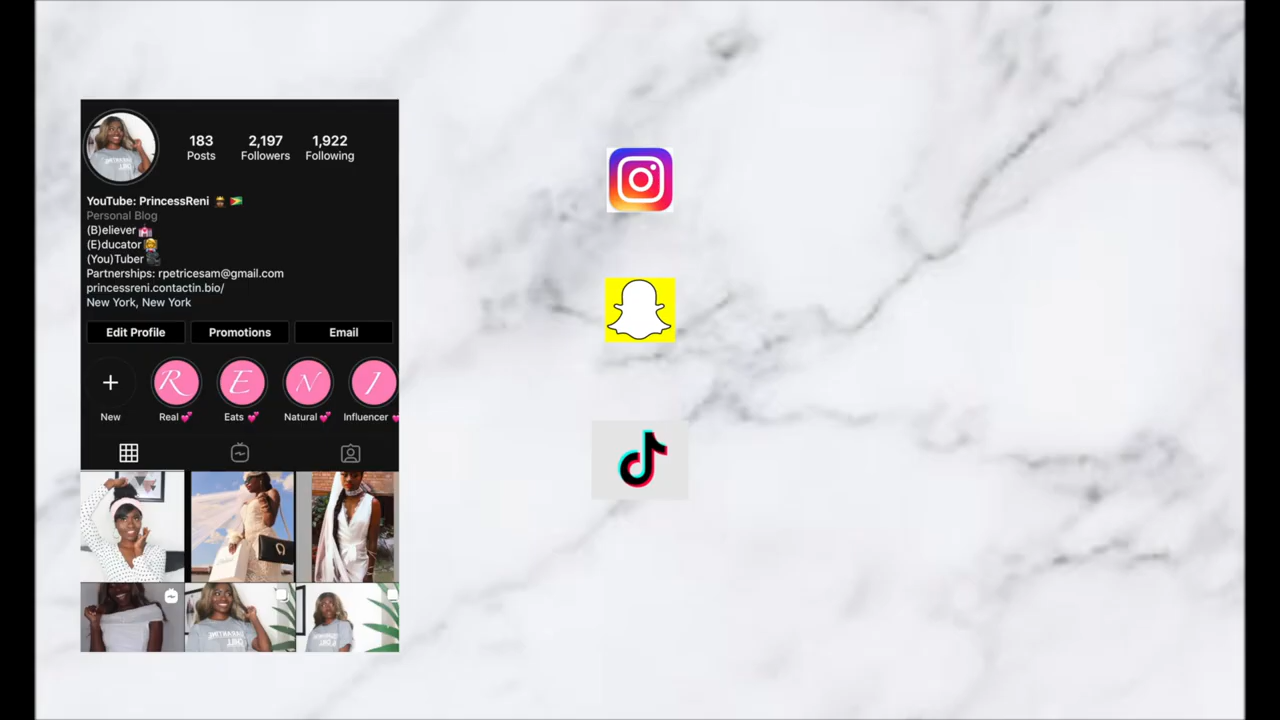 183 2,197 1,922
Posts Followers Following
YouTube: PrincessReni
Personal Blog
(B)eliever
(E)ducator
(You)Tuber
Partnerships: rpetricesam@gmail.com
princessreni.contactin.bio/
New York, New York
Edit Profile Promotions Email
R E N I
New Real Eats Natural Influencer